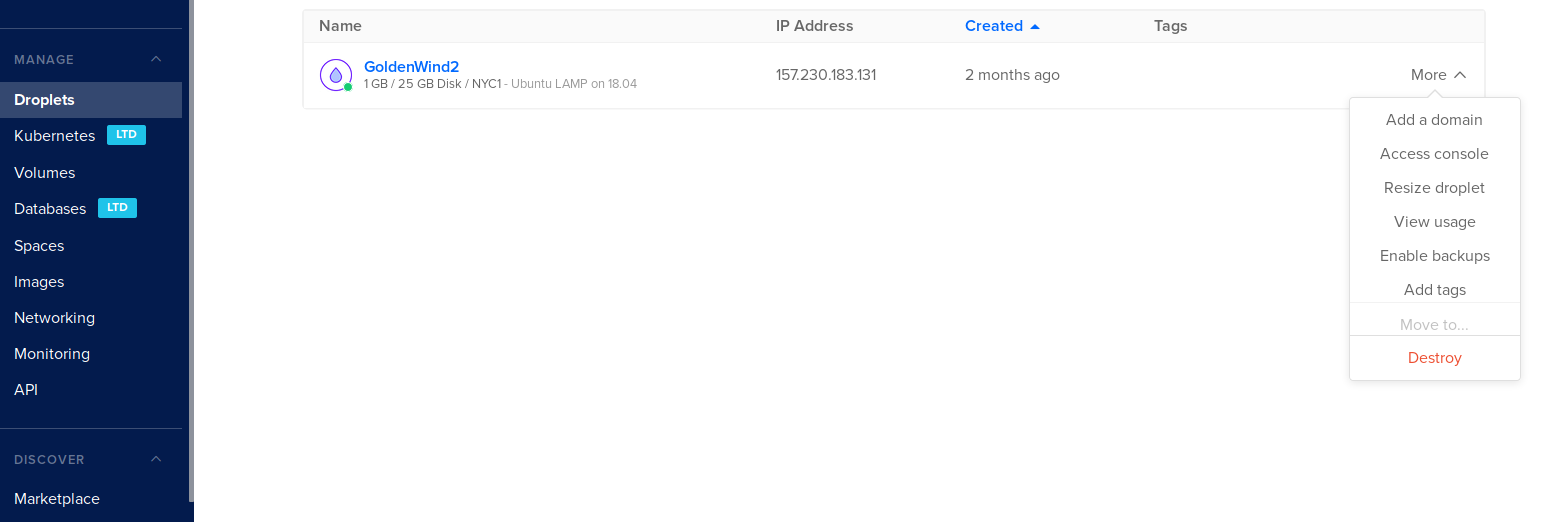 MANAGE
Droplets
Kubernetes LTD
Volumes
Databases LTD
Spaces
Images
Networking
Monitoring
API
DISCOVER
Marketplace
Name IP Address Created Tags
GoldenWind2
1 GB / 25 GB Disk / NYC1 - Ubuntu LAMP on 18.04
157.230.183.131
2 months ago
More
Add a domain
Access console
Resize droplet
View usage
Enable backups
Add tags
Move to...
Destroy